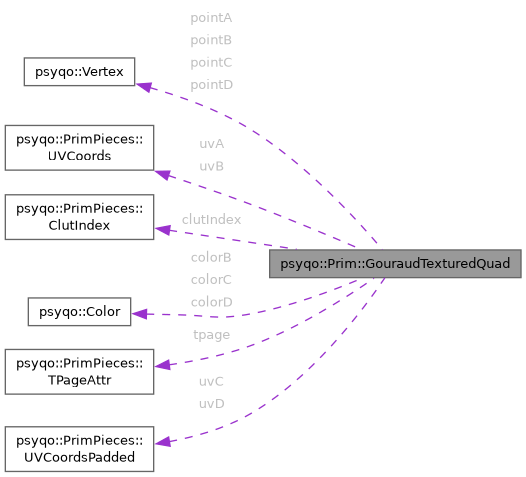 pointA
pointB
pointC
pointD
psyqo::Vertex
psyqo::PrimPieces::
UVCoords
uvA
uvB
psyqo::PrimPieces::
ClutIndex
clutIndex
psyqo::Prim::GouraudTexturedQuad
colorB
colorC
colorD
psyqo::Color
tpage
psyqo::PrimPieces::
TPageAttr
uvC
uvD
psyqo::PrimPieces::
UVCoordsPadded